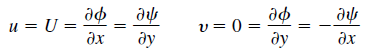 u = U = ∂ϕ/∂x = ∂ψ/∂y    υ = 0 = ∂ϕ/∂y = −∂ψ/∂x